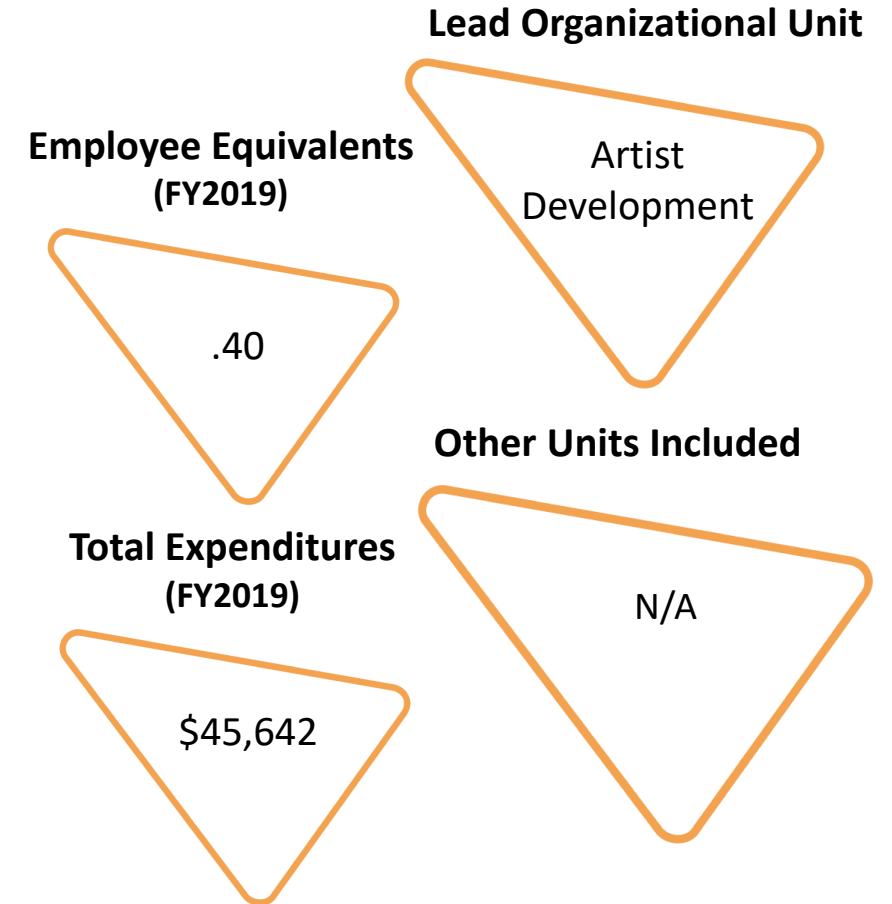 Lead Organizational Unit
Artist
Development
Employee Equivalents
(FY2019)
.40
Other Units Included
N/A
Total Expenditures
(FY2019)
$45,642